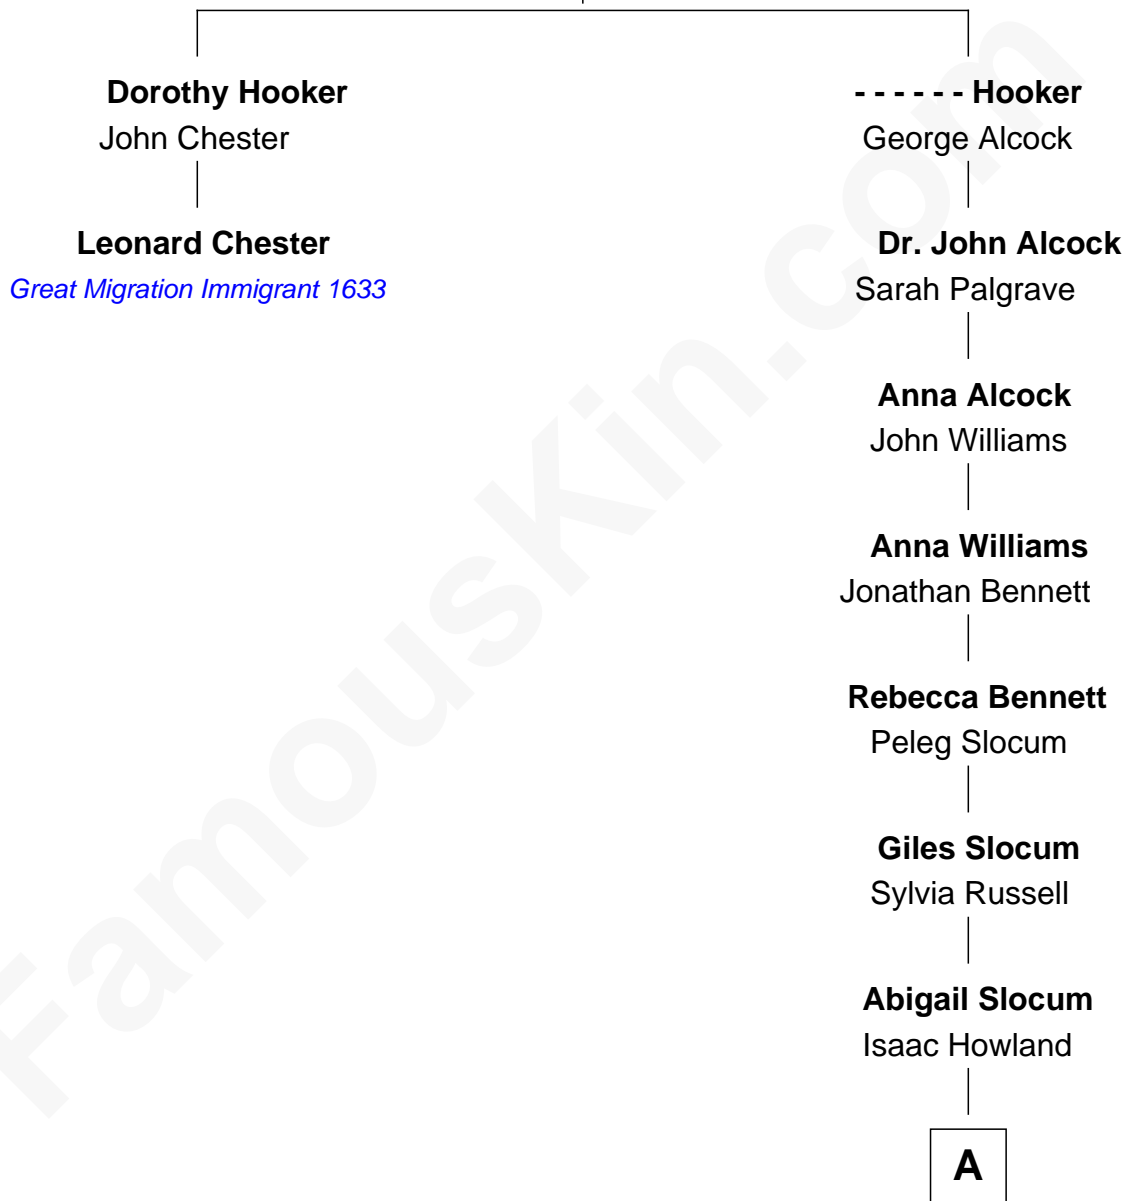 Dorothy Hooker
John Chester
- - - - - - Hooker
George Alcock
Leonard Chester
Great Migration Immigrant 1633
Dr. John Alcock
Sarah Palgrave
Anna Alcock
John Williams
Anna Williams
Jonathan Bennett
Rebecca Bennett
Peleg Slocum
Giles Slocum
Sylvia Russell
Abigail Slocum
Isaac Howland
A
FamousKin.com